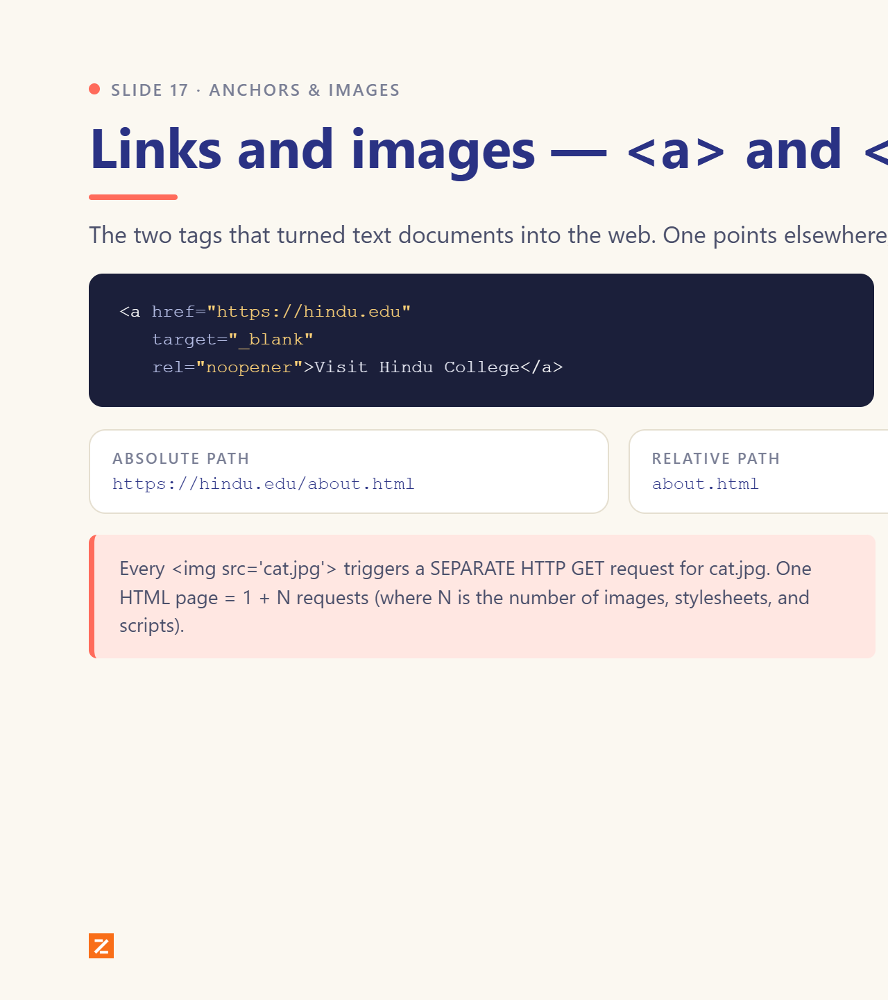 SLIDE 17 · ANCHORS & IMAGES
Links and images — <a> and <
The two tags that turned text documents into the web. One points elsewhere
<a href="https://hindu.edu"
target="_blank"
rel="noopener">Visit Hindu College</a>
ABSOLUTE PATH
https://hindu.edu/about.html
RELATIVE PATH
about.html
Every <img src='cat.jpg'> triggers a SEPARATE HTTP GET request for cat.jpg. One
HTML page = 1 + N requests (where N is the number of images, stylesheets, and
scripts).